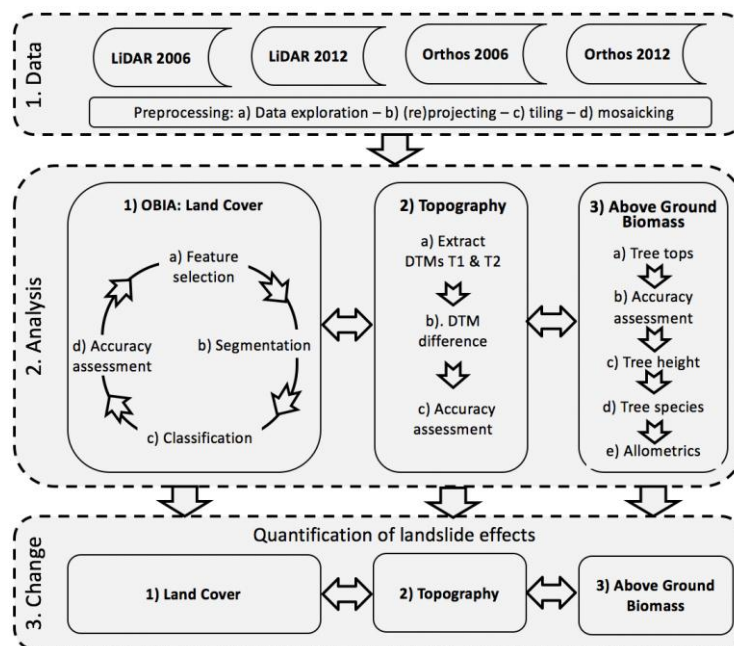 1. Data
LiDAR 2006
LiDAR 2012
Orthos 2006
Orthos 2012
Preprocessing: a) Data exploration – b) (re)projecting – c) tiling – d) mosaicking
2. Analysis
1) OBIA: Land Cover
a) Feature
selection
b) Segmentation
c) Classification
d) Accuracy
assessment
2) Topography
a) Extract
DTMs T1 & T2
b). DTM
difference
c) Accuracy
assessment
3) Above Ground
Biomass
a) Tree tops
b) Accuracy
assessment
c) Tree height
d) Tree species
e) Allometrics
3. Change
Quantification of landslide effects
1) Land Cover
2) Topography
3) Above Ground
Biomass